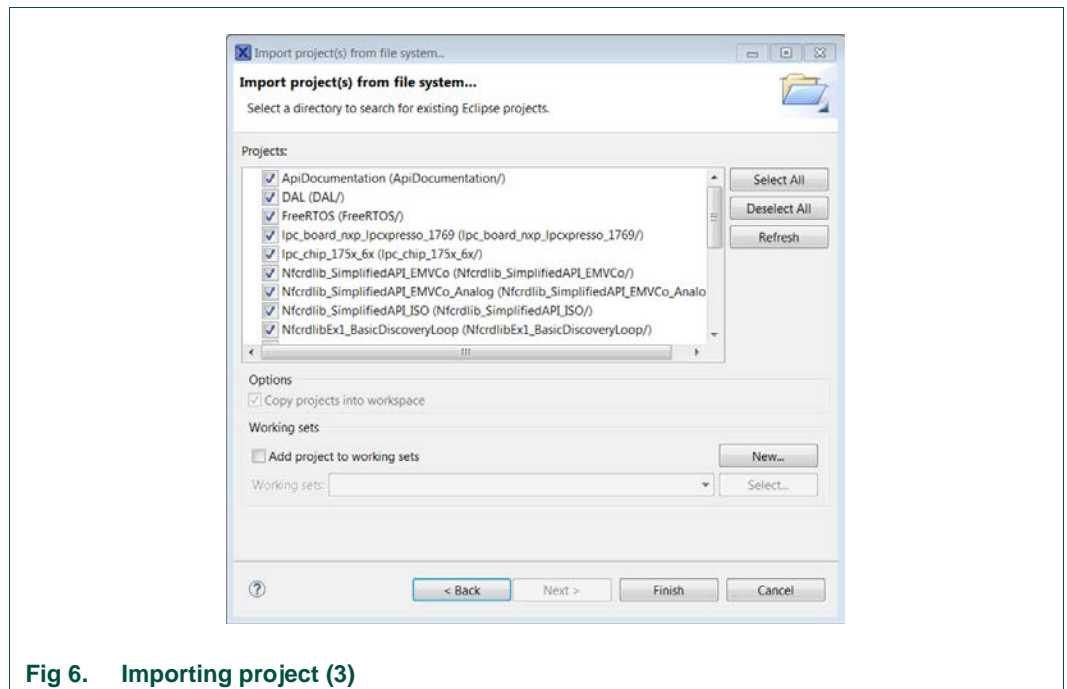 Import project(s) from file system...
Import project(s) from file system...
Select a directory to search for existing Eclipse projects.
Projects:
ApiDocumentation (ApiDocumentation/)
Select All
DAL (DAL/)
Deselect All
FreeRTOS (FreeRTOS/)
lpc_board_nxp_lpcxpresso_1769 (lpc_board_nxp_lpcxpresso_1769/)
Refresh
lpc_chip_175x_6x (lpc_chip_175x_6x/)
Nfcrdlib_SimplifiedAPI_EMVCo (Nfcrdlib_SimplifiedAPI_EMVCo/)
Nfcrdlib_SimplifiedAPI_EMVCo_Analog (Nfcrdlib_SimplifiedAPI_EMVCo_Analo
Nfcrdlib_SimplifiedAPI_ISO (Nfcrdlib_SimplifiedAPI_ISO/)
NfcrdlibEx1_BasicDiscoveryLoop (NfcrdlibEx1_BasicDiscoveryLoop/)
Options
Copy projects into workspace
Working sets
Add project to working sets
New...
Working sets:
Select...
?
< Back
Next >
Finish
Cancel
Fig 6. Importing project (3)